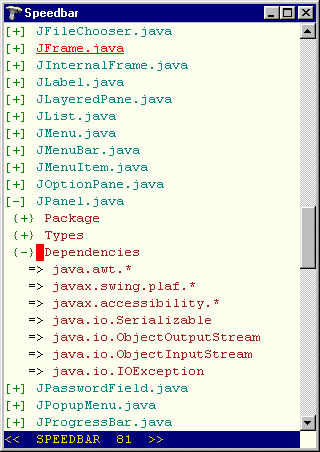 Speedbar
[+] JFileChooser.java
[+] JFrame.java
[+] JInternalFrame.java
[+] JLabel.java
[+] JLayeredPane.java
[+] JList.java
[+] JMenu.java
[+] JMenuBar.java
[+] JMenuItem.java
[+] JOptionPane.java
[-] JPanel.java
{+} Package
{+} Types
{-} Dependencies
=> java.awt.*
=> javax.swing.plaf.*
=> javax.accessibility.*
=> java.io.Serializable
=> java.io.ObjectOutputStream
=> java.io.ObjectInputStream
=> java.io.IOException
[+] JPasswordField.java
[+] JPopupMenu.java
[+] JProgressBar.java
<< SPEEDBAR 81 >>